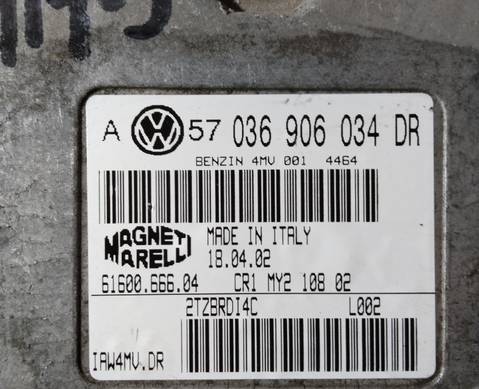 A VW 57 036 906 034 DR
BENZIN 4MV 001 4464
MAGNETI MARELLI
MADE IN ITALY
18.04.02
61600.666.04 CR1 MY2 108 02
2TZBRDI4C L002
IAW4MV.DR